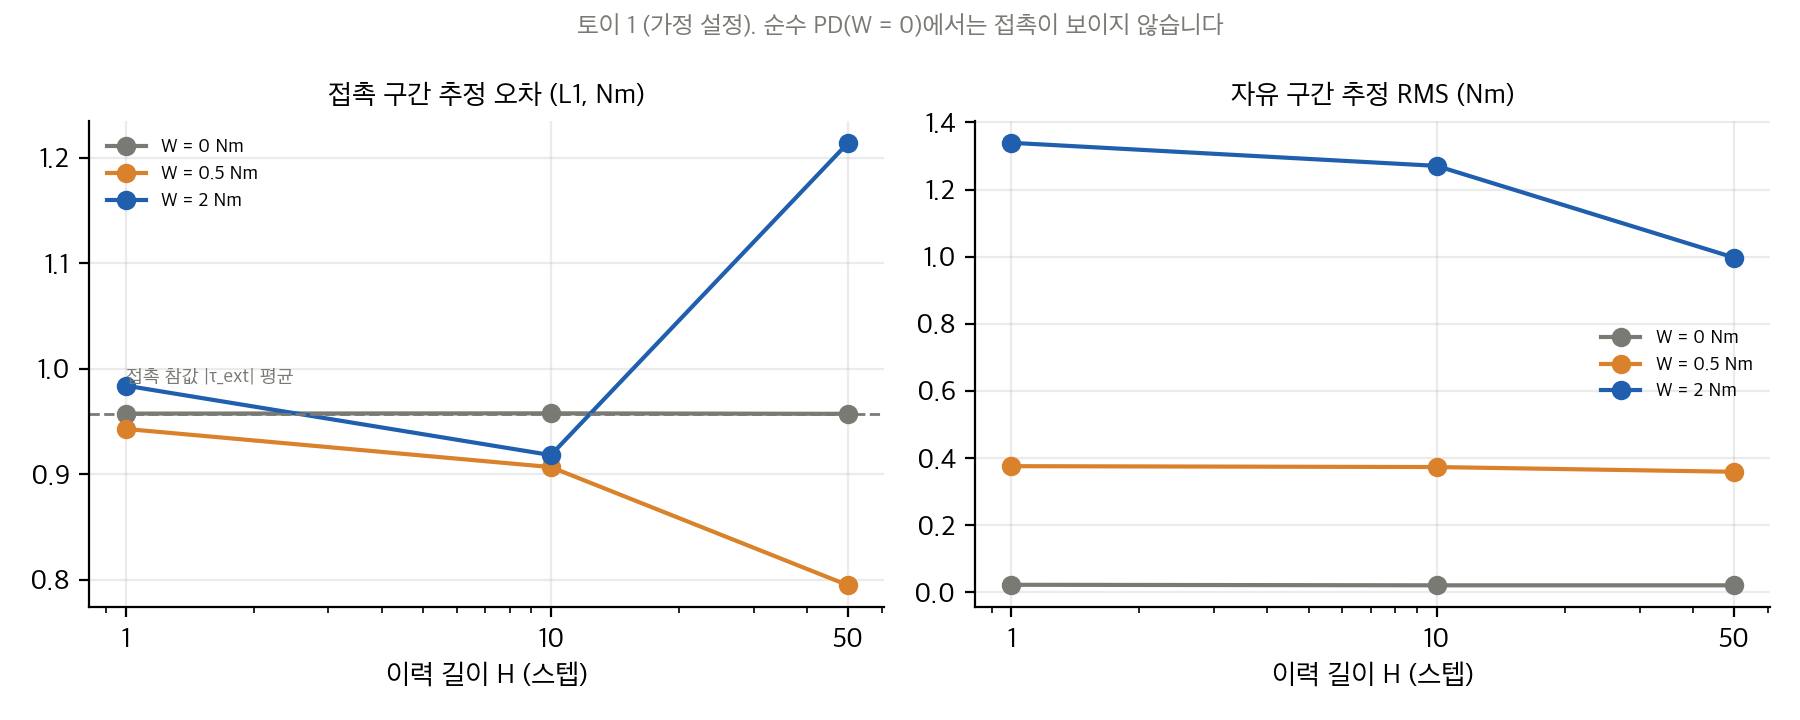 토이 1 (가정 설정). 순수 PD(W = 0)에서는 접촉이 보이지 않습니다
접촉 구간 추정 오차 (L1, Nm)
W = 0 Nm
W = 0.5 Nm
W = 2 Nm
접촉 참값 |τ_ext| 평균
1.2
1.1
1.0
0.9
0.8
1
10
50
이력 길이 H (스텝)
자유 구간 추정 RMS (Nm)
1.4
1.2
1.0
0.8
0.6
0.4
0.2
0.0
W = 0 Nm
W = 0.5 Nm
W = 2 Nm
1
10
50
이력 길이 H (스텝)